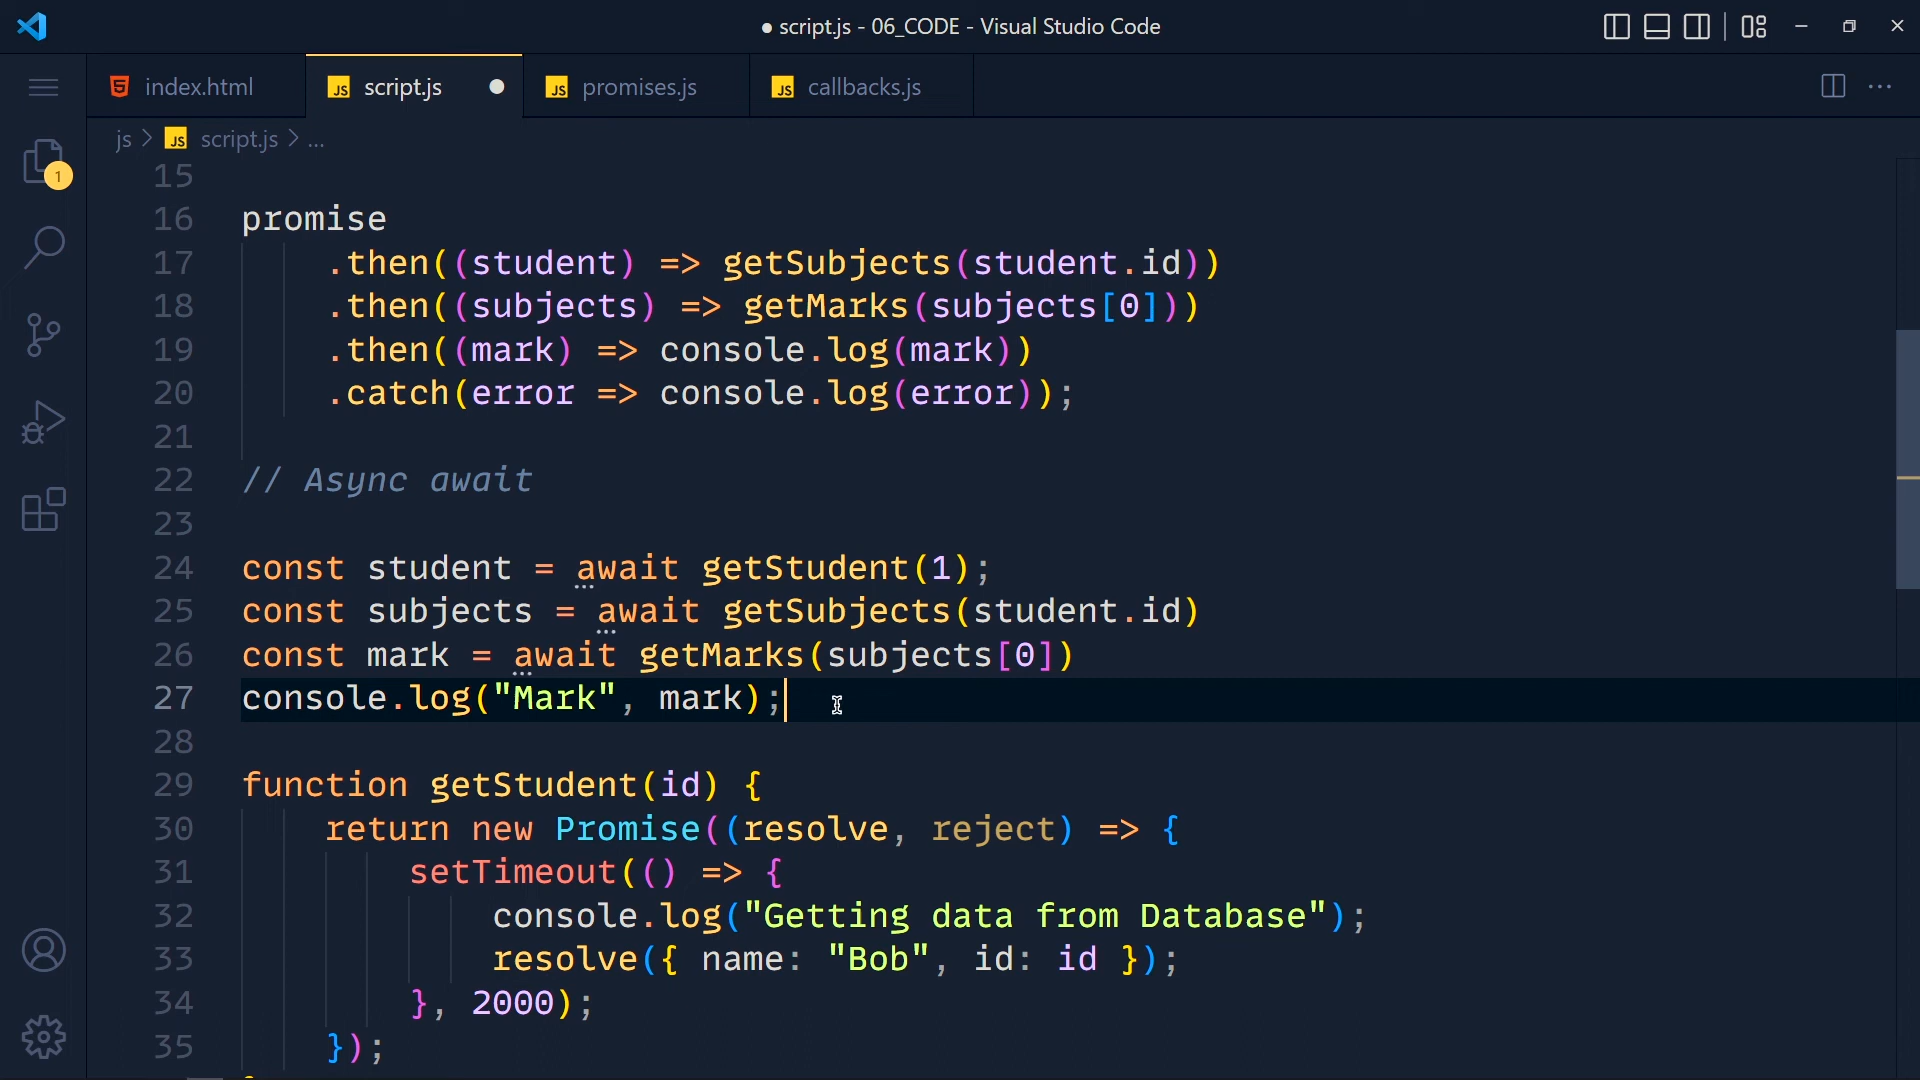 ● script.js - 06_CODE - Visual Studio Code
index.html
JS script.js ●
JS promises.js
JS callbacks.js
js > JS script.js > ...
1
15
16 promise
17 .then((student) => getSubjects(student.id))
18 .then((subjects) => getMarks(subjects[0]))
19 .then((mark) => console.log(mark))
20 .catch(error => console.log(error));
21
22 // Async await
23
24 const student = await getStudent(1);
25 const subjects = await getSubjects(student.id)
26 const mark = await getMarks(subjects[0])
27 console.log("Mark", mark);
28
29 function getStudent(id) {
30 return new Promise((resolve, reject) => {
31 setTimeout(() => {
32 console.log("Getting data from Database");
33 resolve({ name: "Bob", id: id });
34 }, 2000);
35 });